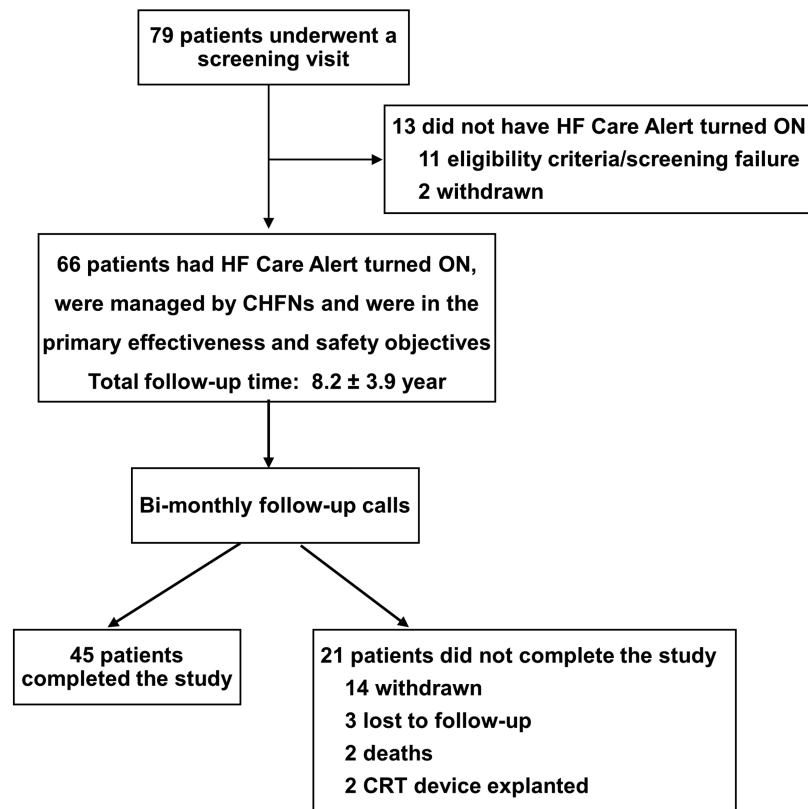 79 patients underwent a
screening visit
13 did not have HF Care Alert turned ON
11 eligibility criteria/screening failure
2 withdrawn
66 patients had HF Care Alert turned ON,
were managed by CHFNs and were in the
primary effectiveness and safety objectives
Total follow-up time: 8.2 ± 3.9 year
Bi-monthly follow-up calls
45 patients
completed the study
21 patients did not complete the study
14 withdrawn
3 lost to follow-up
2 deaths
2 CRT device explanted